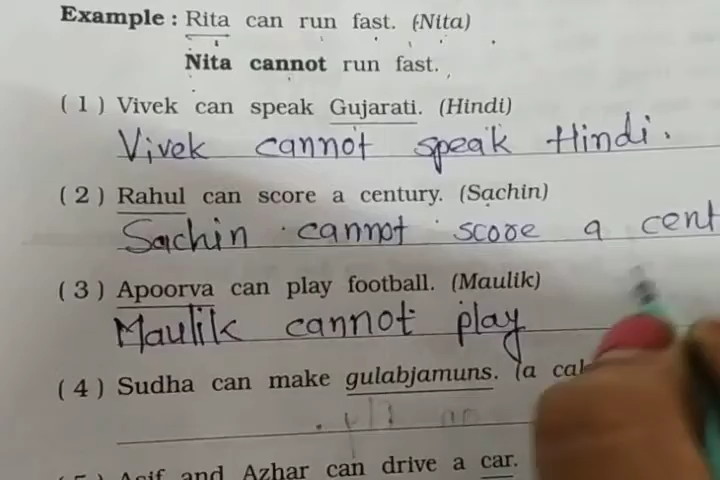 Example : Rita can run fast. (Nita)
Nita cannot run fast.
( 1 ) Vivek can speak Gujarati. (Hindi)
Vivek cannot speak Hindi.
( 2 ) Rahul can score a century. (Sachin)
Sachin cannot score a cent
( 3 ) Apoorva can play football. (Maulik)
Maulik cannot play
( 4 ) Sudha can make gulabjamuns. (a
Asif and Azhar can drive a car.